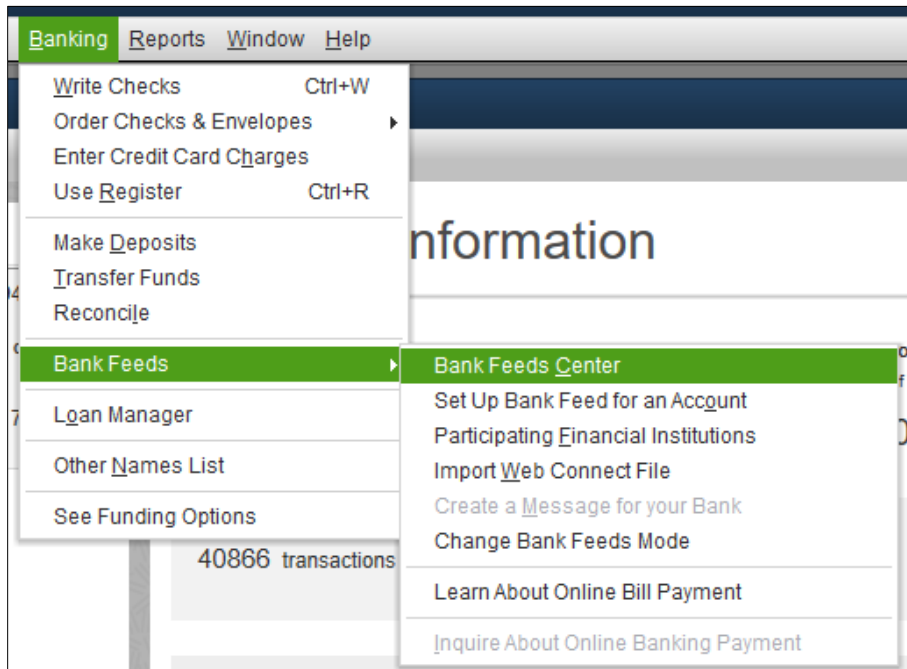 Banking Reports Window Help
Write Checks Ctrl+W
Order Checks & Envelopes
Enter Credit Card Charges
Use Register Ctrl+R
nformation
Make Deposits
Transfer Funds
Reconcile
Bank Feeds
Bank Feeds Center
Set Up Bank Feed for an Account
Loan Manager
Participating Financial Institutions
Other Names List
Import Web Connect File
Create a Message for your Bank
See Funding Options
Change Bank Feeds Mode
40866 transactions
Learn About Online Bill Payment
Inquire About Online Banking Payment